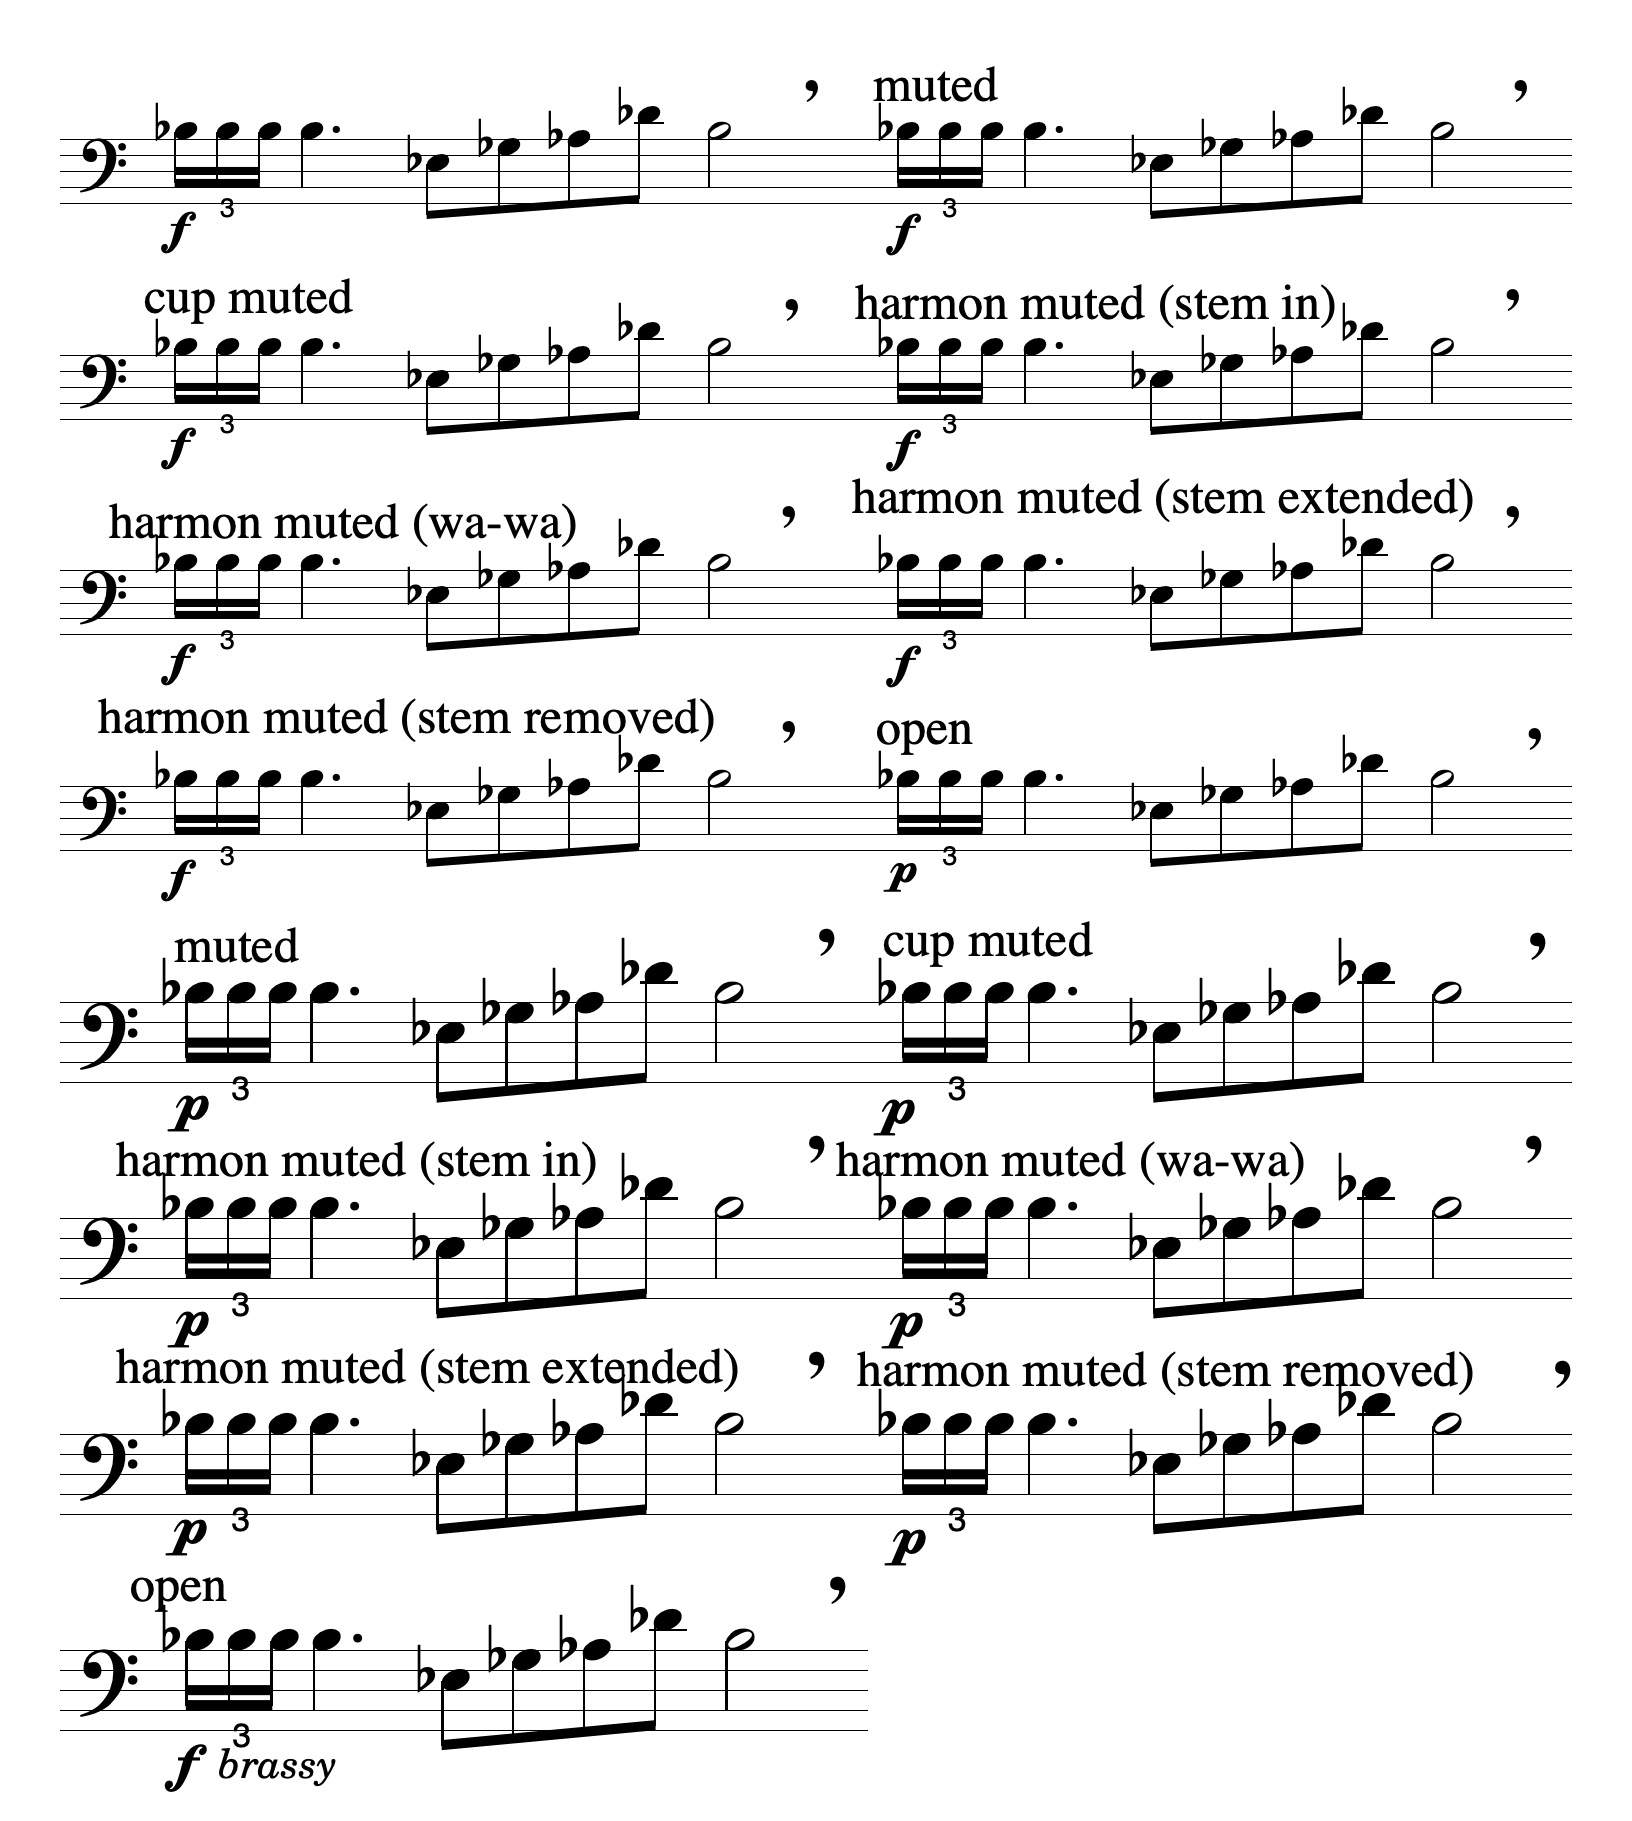 muted
3 3
f f
cup muted harmon muted (stem in)
3 3
f f
harmon muted (wa-wa) harmon muted (stem extended)
3 3
f f
harmon muted (stem removed) open
3 3
f p
muted cup muted
3 3
p p
harmon muted (stem in) harmon muted (wa-wa)
3 3
p p
harmon muted (stem extended) harmon muted (stem removed)
3 3
p p
open
3
f brassy